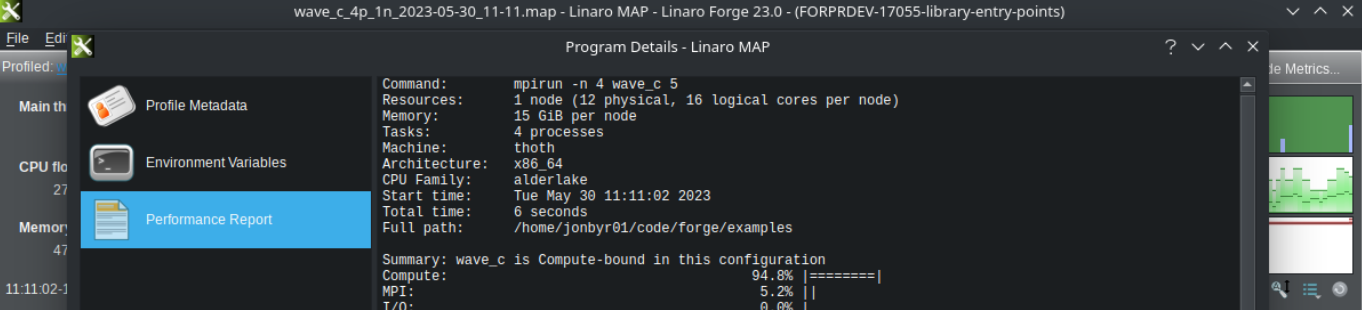 wave_c_4p_1n_2023-05-30_11-11.map - Linaro MAP - Linaro Forge 23.0 - (FORPRDEV-17055-library-entry-points)
File Edi
Program Details - Linaro MAP
Profiled: w
de Metrics...
Main th
CPU flo
27
Memory
47
11:11:02-1
Profile Metadata
Environment Variables
Performance Report
Command: mpirun -n 4 wave_c 5
Resources: 1 node (12 physical, 16 logical cores per node)
Memory: 15 GiB per node
Tasks: 4 processes
Machine: thoth
Architecture: x86_64
CPU Family: alderlake
Start time: Tue May 30 11:11:02 2023
Total time: 6 seconds
Full path: /home/jonbyr01/code/forge/examples
Summary: wave_c is Compute-bound in this configuration
Compute: 94.8% |========|
MPI: 5.2% ||
I/O: 0.0% |